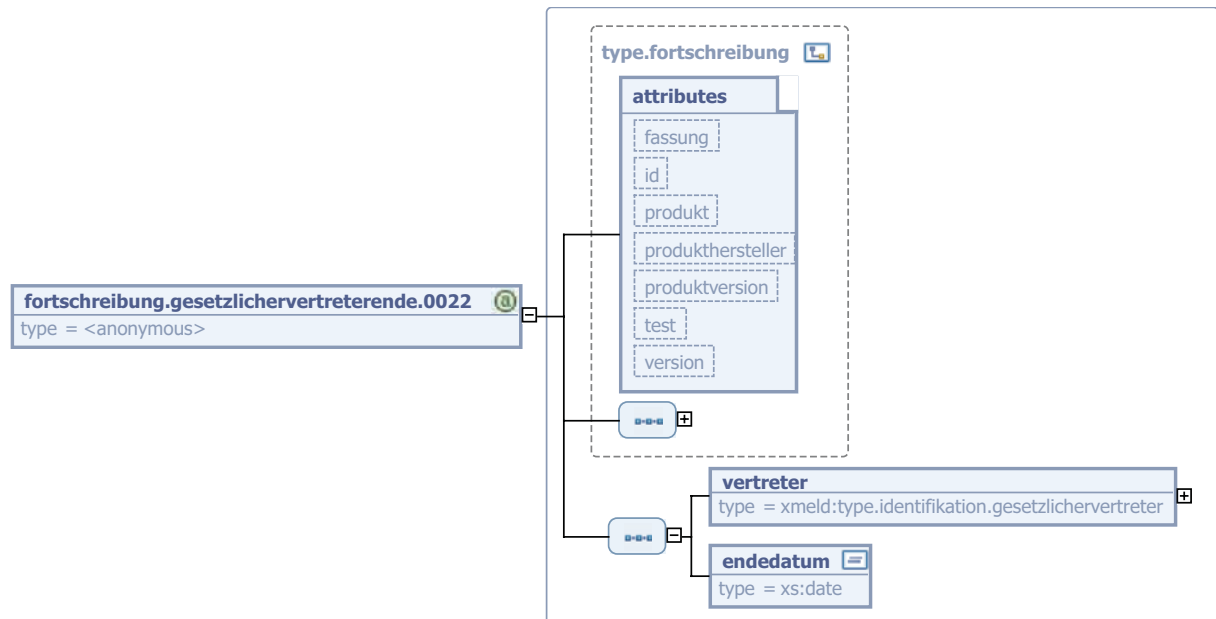 type.fortschreibung
attributes
fassung
id
produkt
produkthersteller
produktversion
test
version
fortschreibung.gesetzlichervertreterende.0022
type = <anonymous>
vertreter
type = xmeld:type.identifikation.gesetzlichervertreter
endedatum
type = xs:date